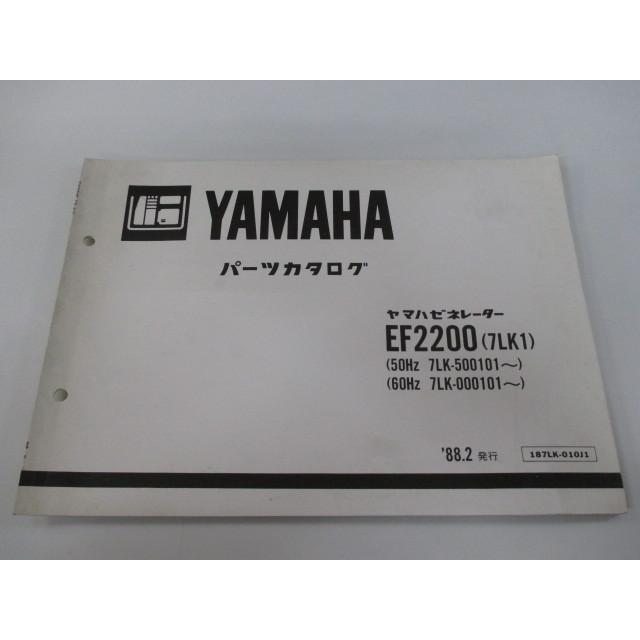 YAMAHA
パーツカタログ
ヤマハゼネレーター
EF2200 (7LK1)
(50Hz 7LK-500101〜)
(60Hz 7LK-000101〜)
'88.2 発行
187LK-010J1